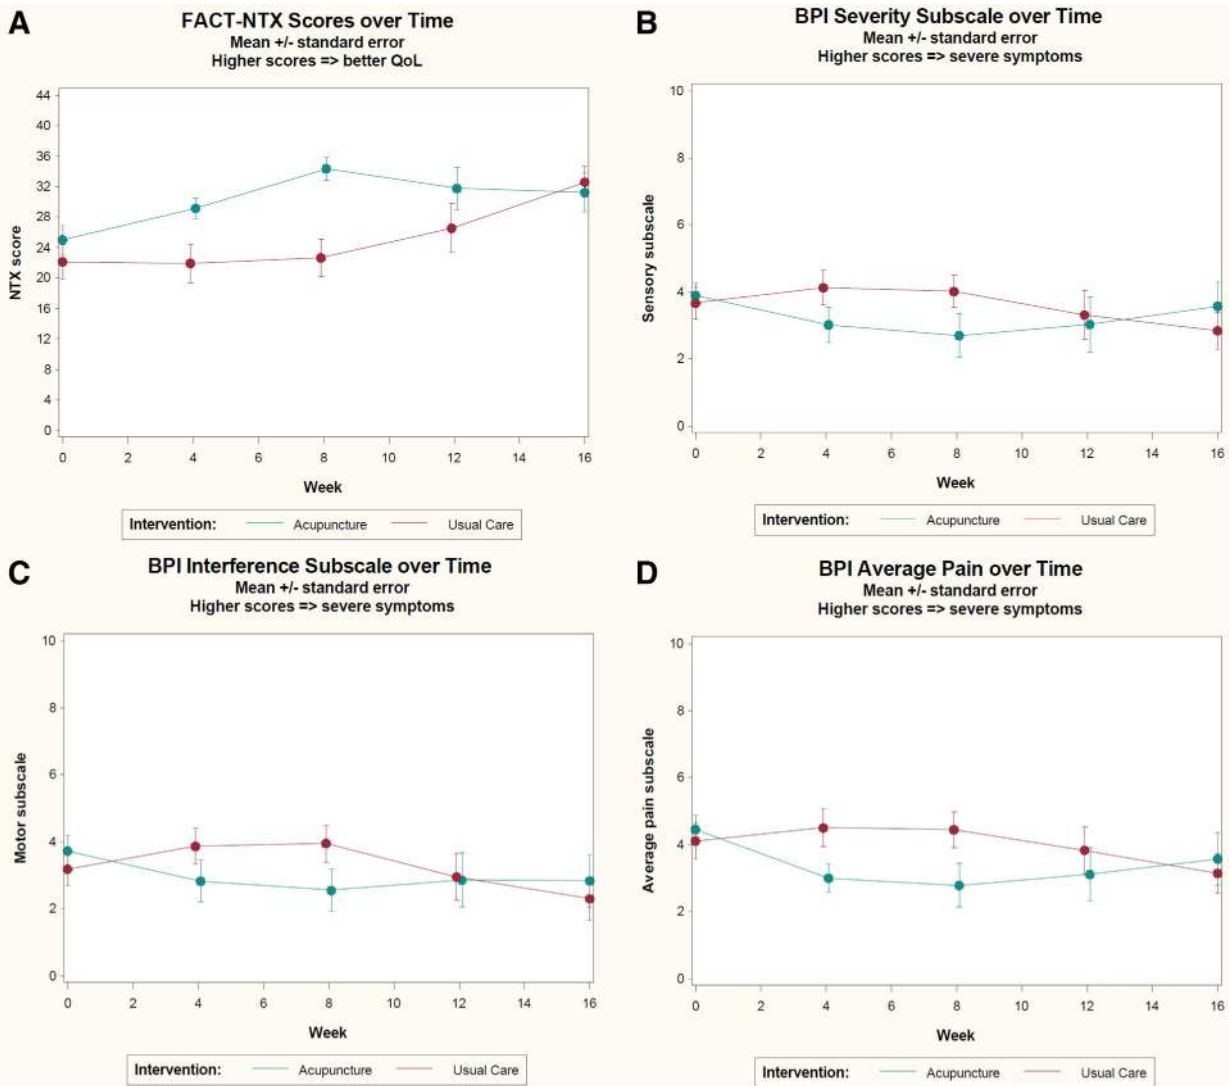 A
FACT-NTX Scores over Time
Mean +/- standard error
Higher scores => better QoL
44
40
36
32
28
24
20
16
12
8
4
0
NTX score
0 2 4 6 8 10 12 14 16
Week
Intervention: Acupuncture Usual Care
B
BPI Severity Subscale over Time
Mean +/- standard error
Higher scores => severe symptoms
10
8
6
4
2
0
Sensory subscale
0 2 4 6 8 10 12 14 16
Week
Intervention: Acupuncture Usual Care
C
BPI Interference Subscale over Time
Mean +/- standard error
Higher scores => severe symptoms
10
8
6
4
2
0
Motor subscale
0 2 4 6 8 10 12 14 16
Week
Intervention: Acupuncture Usual Care
D
BPI Average Pain over Time
Mean +/- standard error
Higher scores => severe symptoms
10
8
6
4
2
0
Average pain subscale
0 2 4 6 8 10 12 14 16
Week
Intervention: Acupuncture Usual Care